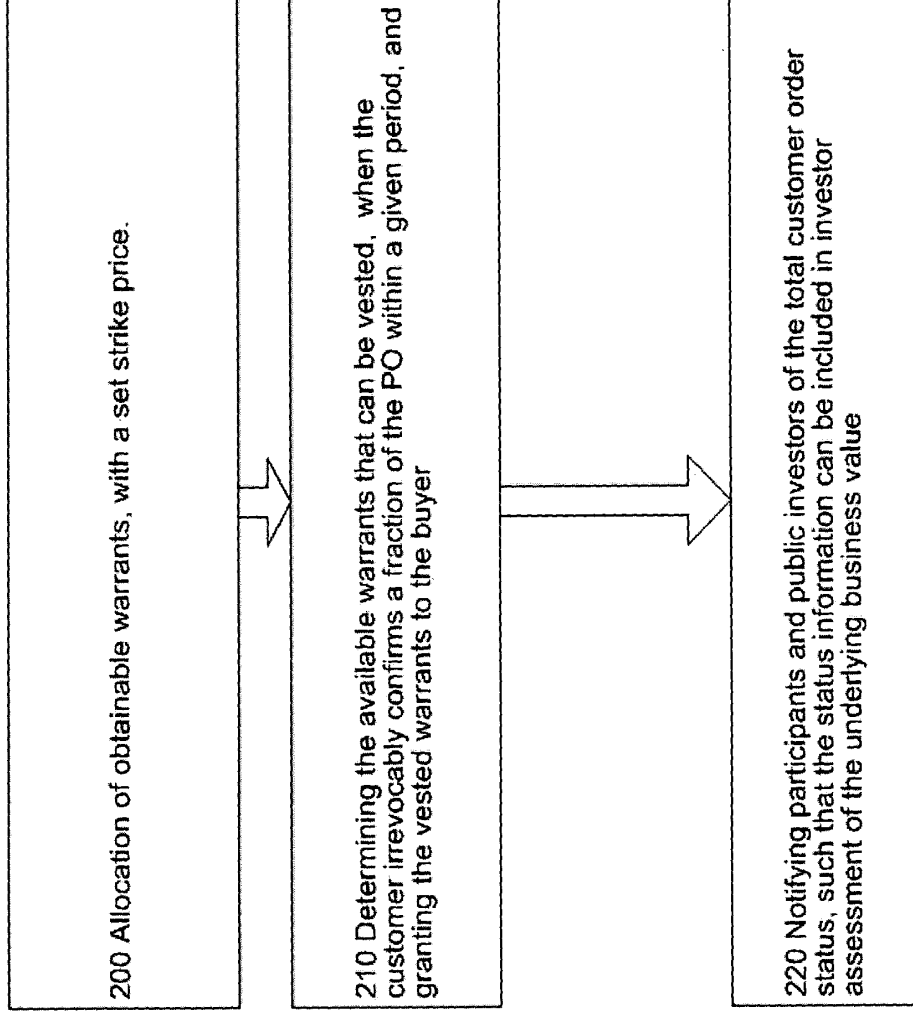 200 Allocation of obtainable warrants, with a set strike price.
210 Determining the available warrants that can be vested, when the
customer irrevocably confirms a fraction of the PO within a given period, and
granting the vested warrants to the buyer
220 Notifying participants and public investors of the total customer order
status, such that the status information can be included in investor
assessment of the underlying business value